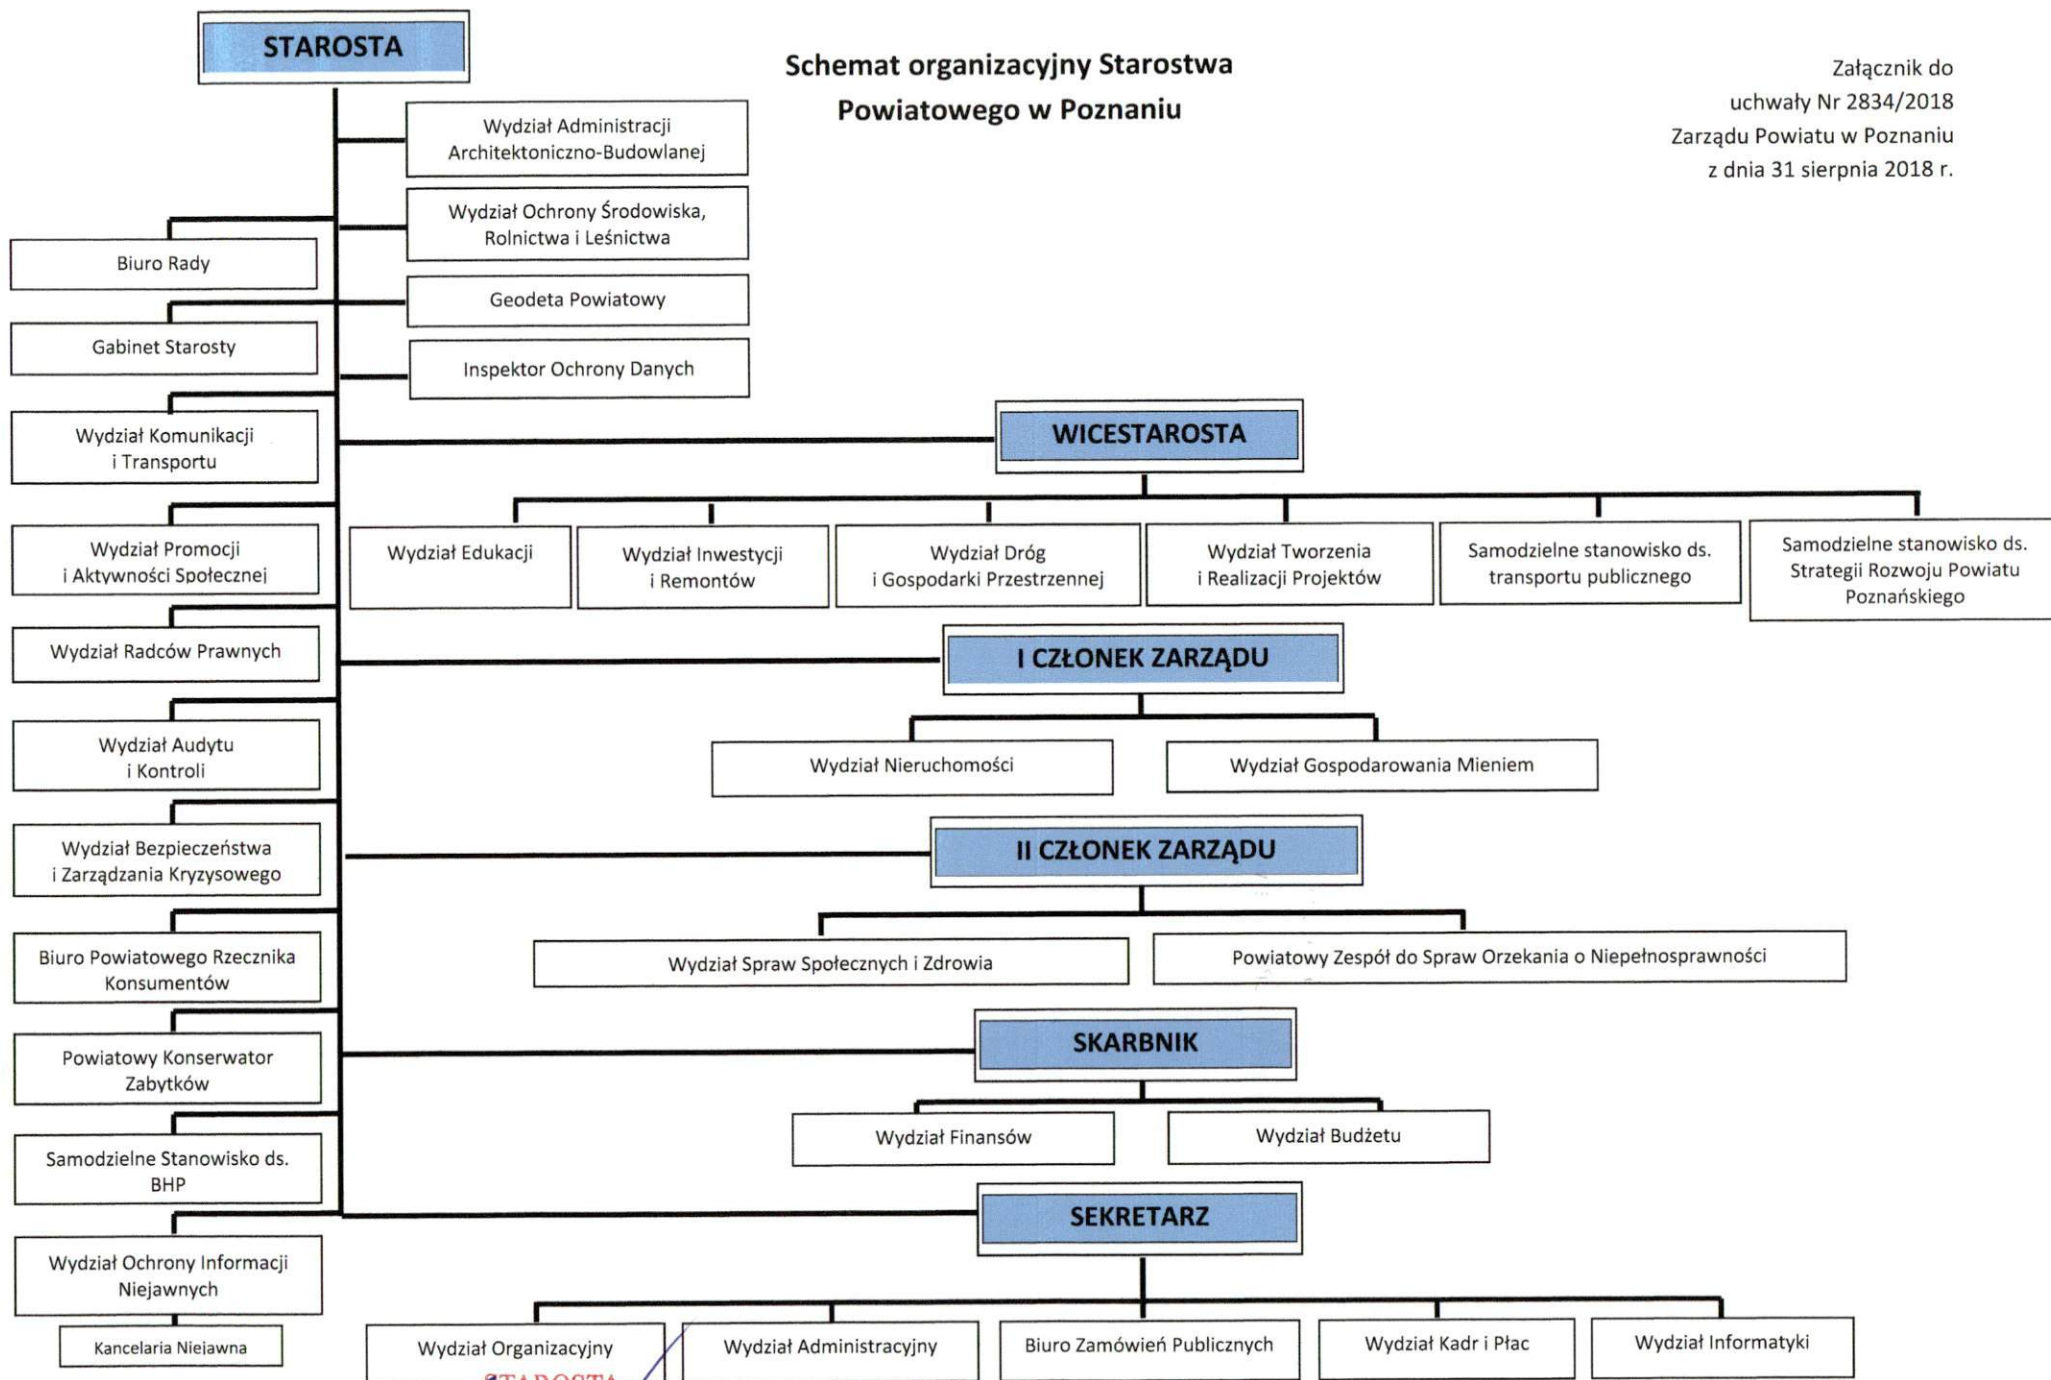 STAROSTA
Schemat organizacyjny Starostwa
Powiatowego w Poznaniu
Załącznik do
uchwały Nr 2834/2018
Zarządu Powiatu w Poznaniu
z dnia 31 sierpnia 2018 r.
Wydział Administracji
Architektoniczno-Budowlanej
Wydział Ochrony Środowiska,
Rolnictwa i Leśnictwa
Geodeta Powiatowy
Inspektor Ochrony Danych
Biuro Rady
Gabinet Starosty
Wydział Komunikacji
i Transportu
Wydział Promocji
i Aktywności Społecznej
Wydział Radców Prawnych
Wydział Audytu
i Kontroli
Wydział Bezpieczeństwa
i Zarządzania Kryzysowego
Biuro Powiatowego Rzecznika
Konsumentów
Powiatowy Konserwator
Zabytków
Samodzielne Stanowisko ds.
BHP
Wydział Ochrony Informacji
Niejawnych
Kancelaria Niejawna
WICESTAROSTA
Wydział Edukacji
Wydział Inwestycji
i Remontów
Wydział Dróg
i Gospodarki Przestrzennej
Wydział Tworzenia
i Realizacji Projektów
Samodzielne stanowisko ds.
transportu publicznego
Samodzielne stanowisko ds.
Strategii Rozwoju Powiatu
Poznańskiego
I CZŁONEK ZARZĄDU
Wydział Nieruchomości
Wydział Gospodarowania Mieniem
II CZŁONEK ZARZĄDU
Wydział Spraw Społecznych i Zdrowia
Powiatowy Zespół do Spraw Orzekania o Niepełnosprawności
SKARBNIK
Wydział Finansów
Wydział Budżetu
SEKRETARZ
Wydział Organizacyjny
Wydział Administracyjny
Biuro Zamówień Publicznych
Wydział Kadr i Płac
Wydział Informatyki
STAROSTA